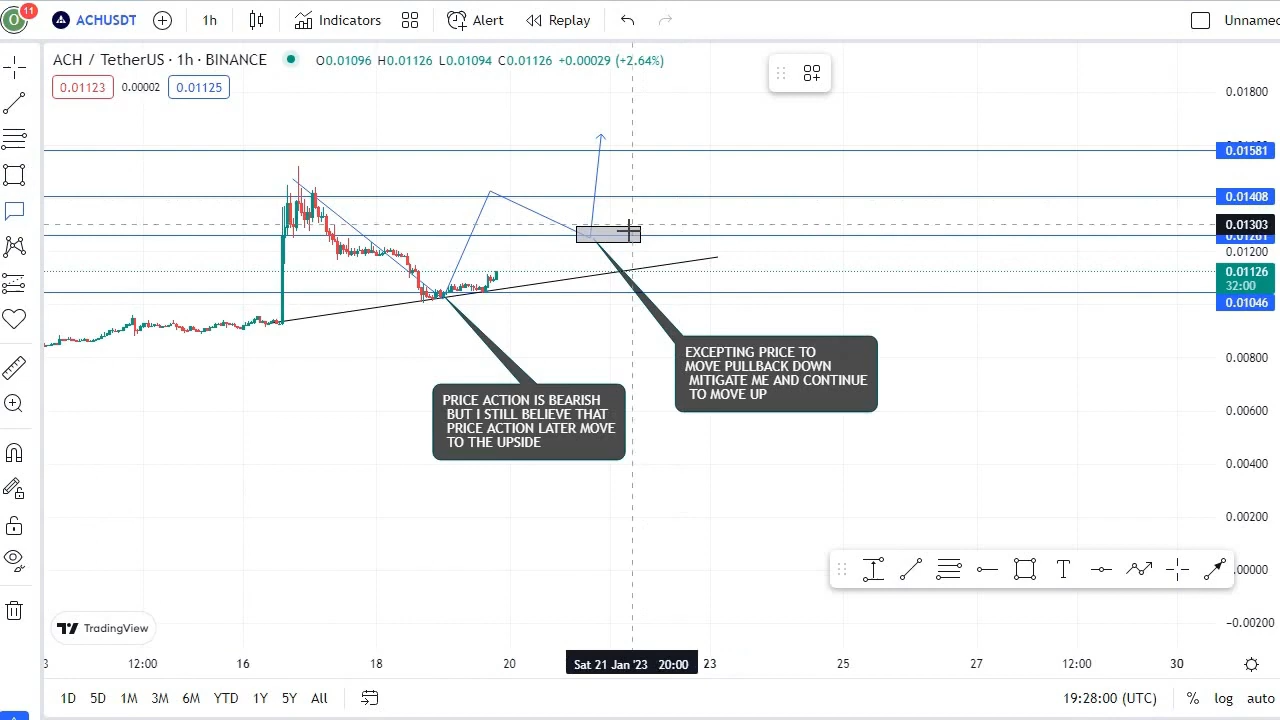 O
11
ACHUSDT
1h
Indicators
Alert
Replay
Unnamed
ACH / TetherUS · 1h · BINANCE
O0.01096 H0.01126 L0.01094 C0.01126 +0.00029 (+2.64%)
0.01123
0.00002
0.01125
0.01800
0.01581
0.01408
0.01303
0.01200
0.01126
32:00
0.01046
0.00800
0.00600
0.00400
0.00200
0.00000
−0.00200
EXCEPTING PRICE TO
MOVE PULLBACK DOWN
MITIGATE ME AND CONTINUE
TO MOVE UP
PRICE ACTION IS BEARISH
BUT I STILL BELIEVE THAT
PRICE ACTION LATER MOVE
TO THE UPSIDE
T
TradingView
3
12:00
16
18
20
Sat 21 Jan '23 20:00
23
25
27
12:00
30
1D
5D
1M
3M
6M
YTD
1Y
5Y
All
19:28:00 (UTC)
%
log
auto